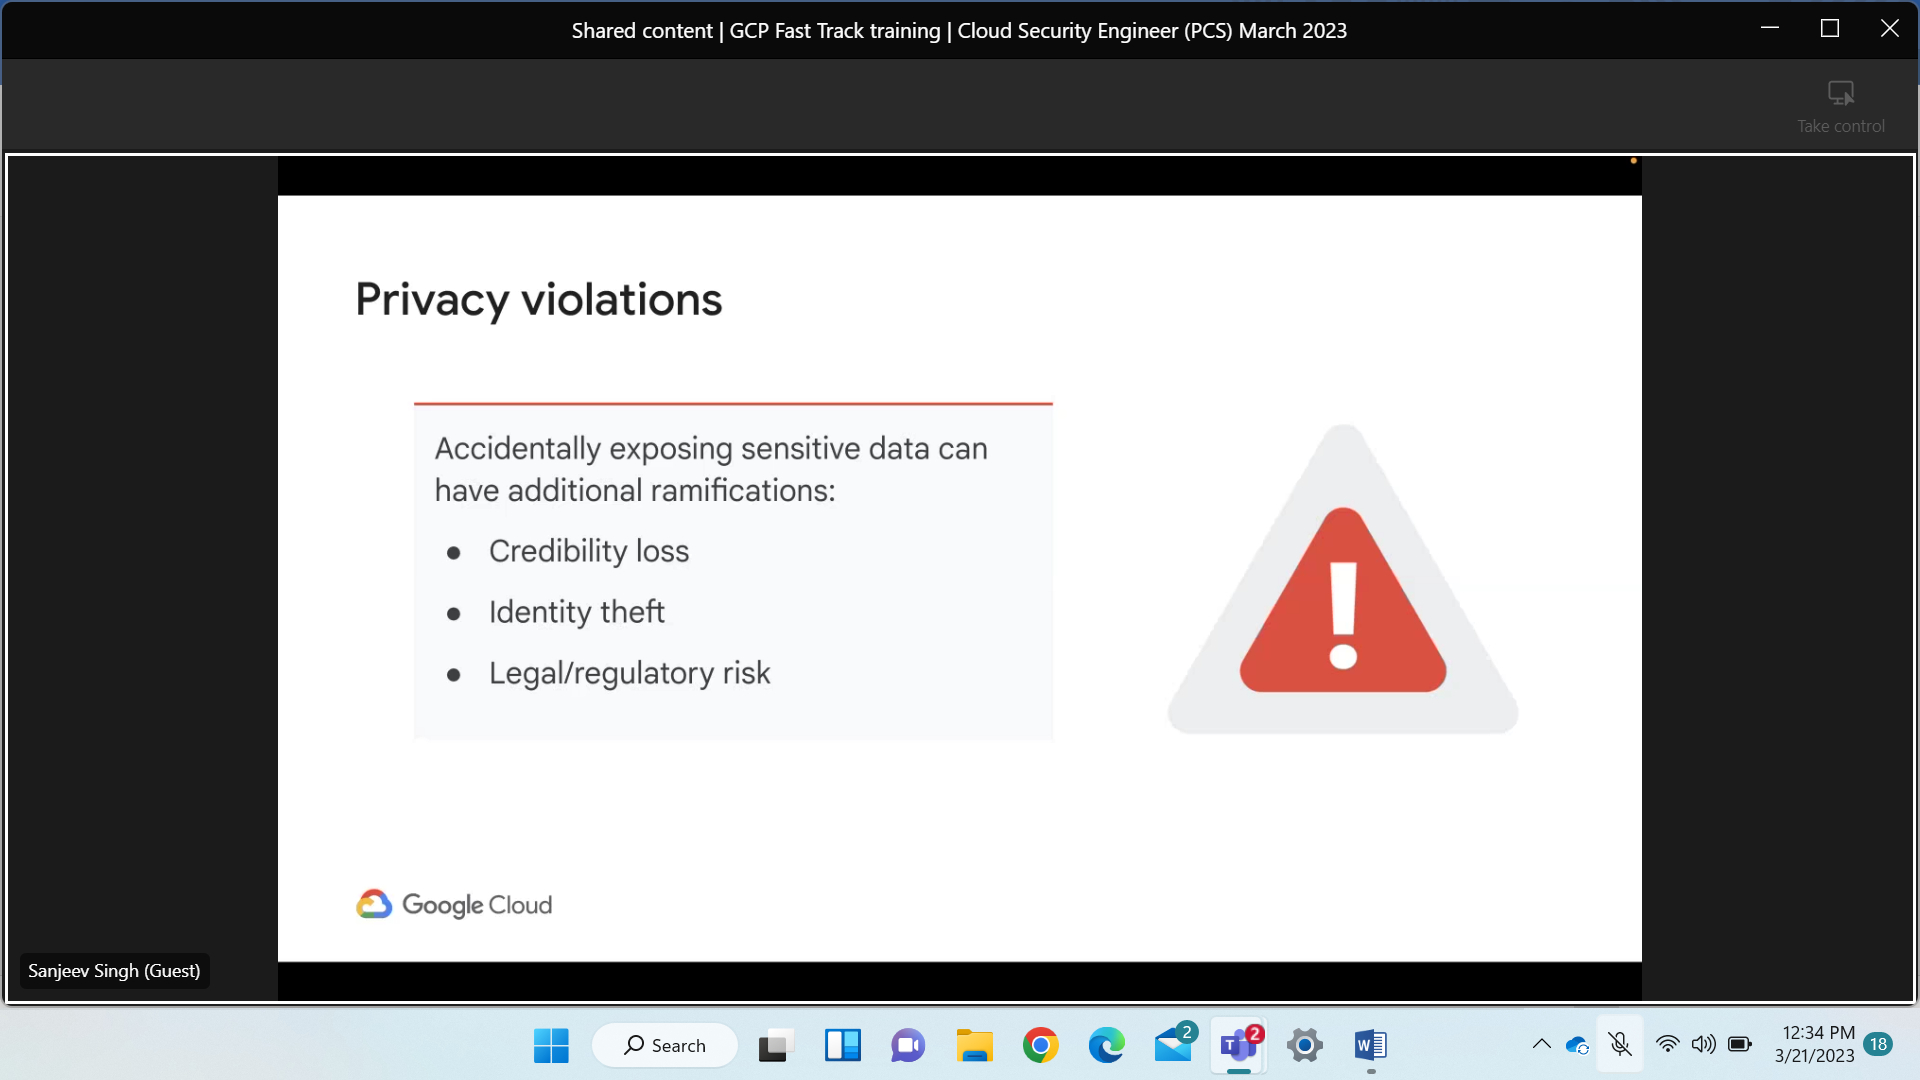 Shared content | GCP Fast Track training | Cloud Security Engineer (PCS) March 2023
Take control
Privacy violations
Accidentally exposing sensitive data can
have additional ramifications:
● Credibility loss
● Identity theft
● Legal/regulatory risk
!
Google Cloud
Sanjeev Singh (Guest)
Search
2
T
2
W
12:34 PM
3/21/2023
18